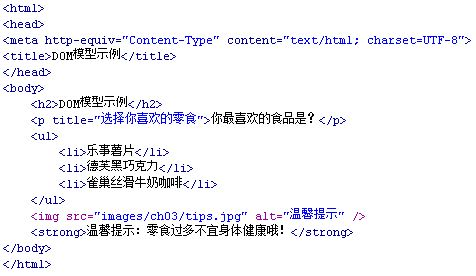 <html>
<head>
<meta http-equiv="Content-Type" content="text/html; charset=UTF-8">
<title>DOM模型示例</title>
</head>
<body>
    <h2>DOM模型示例</h2>
    <p title="选择你喜欢的零食">你最喜欢的食品是？</p>
    <ul>
        <li>乐事薯片</li>
        <li>德芙黑巧克力</li>
        <li>雀巢丝滑牛奶咖啡</li>
    </ul>
    <img src="images/ch03/tips.jpg" alt="温馨提示" />
    <strong>温馨提示：零食过多不宜身体健康哦！</strong>
</body>
</html>